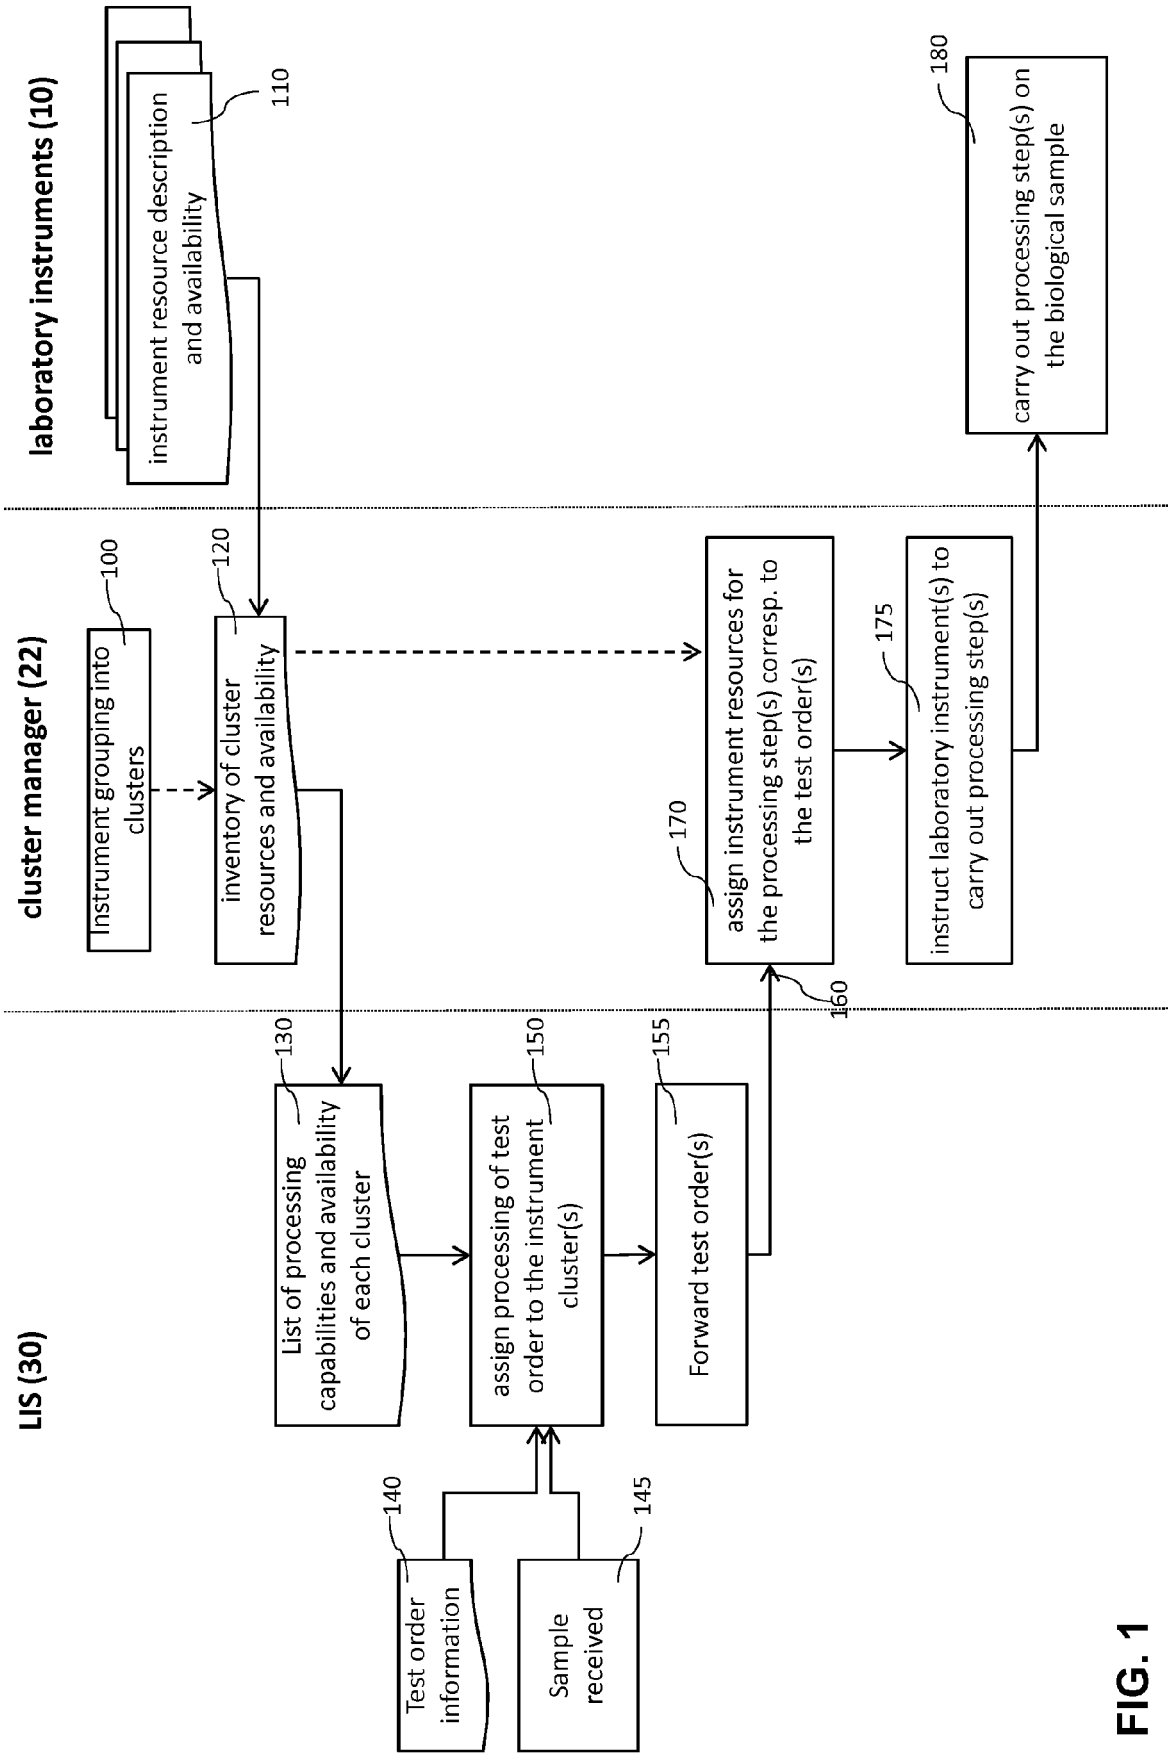 LIS (30)
cluster manager (22)
laboratory instruments (10)
Instrument grouping into
clusters
100
instrument resource description
and availability
110
inventory of cluster
resources and availability
120
List of processing
capabilities and availability
of each cluster
130
Test order
information
140
Sample
received
145
assign processing of test
order to the instrument
cluster(s)
150
Forward test order(s)
155
160
assign instrument resources for
the processing step(s) corresp. to
the test order(s)
170
instruct laboratory instrument(s) to
carry out processing step(s)
175
carry out processing step(s) on
the biological sample
180
FIG. 1